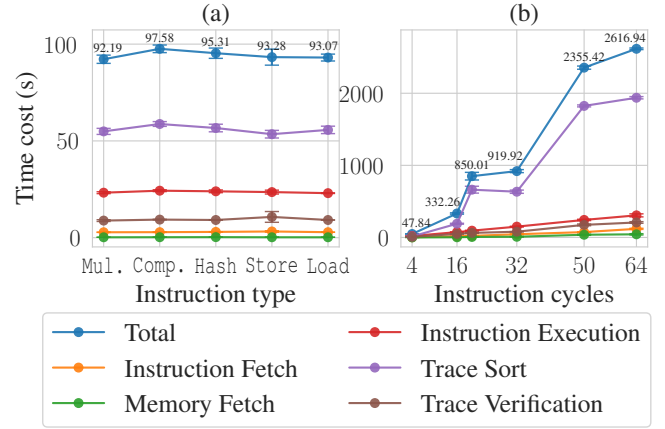 (a) (b)
Time cost (s)
100
50
0
92.19 97.58 95.31 93.28 93.07
Mul. Comp. Hash Store Load
Instruction type
2000
1000
0
47.84 332.26 850.01 919.92 2355.42 2616.94
4 16 32 50 64
Instruction cycles
Total
Instruction Fetch
Memory Fetch
Instruction Execution
Trace Sort
Trace Verification